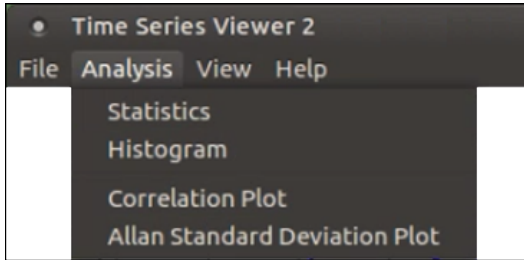 Time Series Viewer 2
File Analysis View Help
Statistics
Histogram
Correlation Plot
Allan Standard Deviation Plot